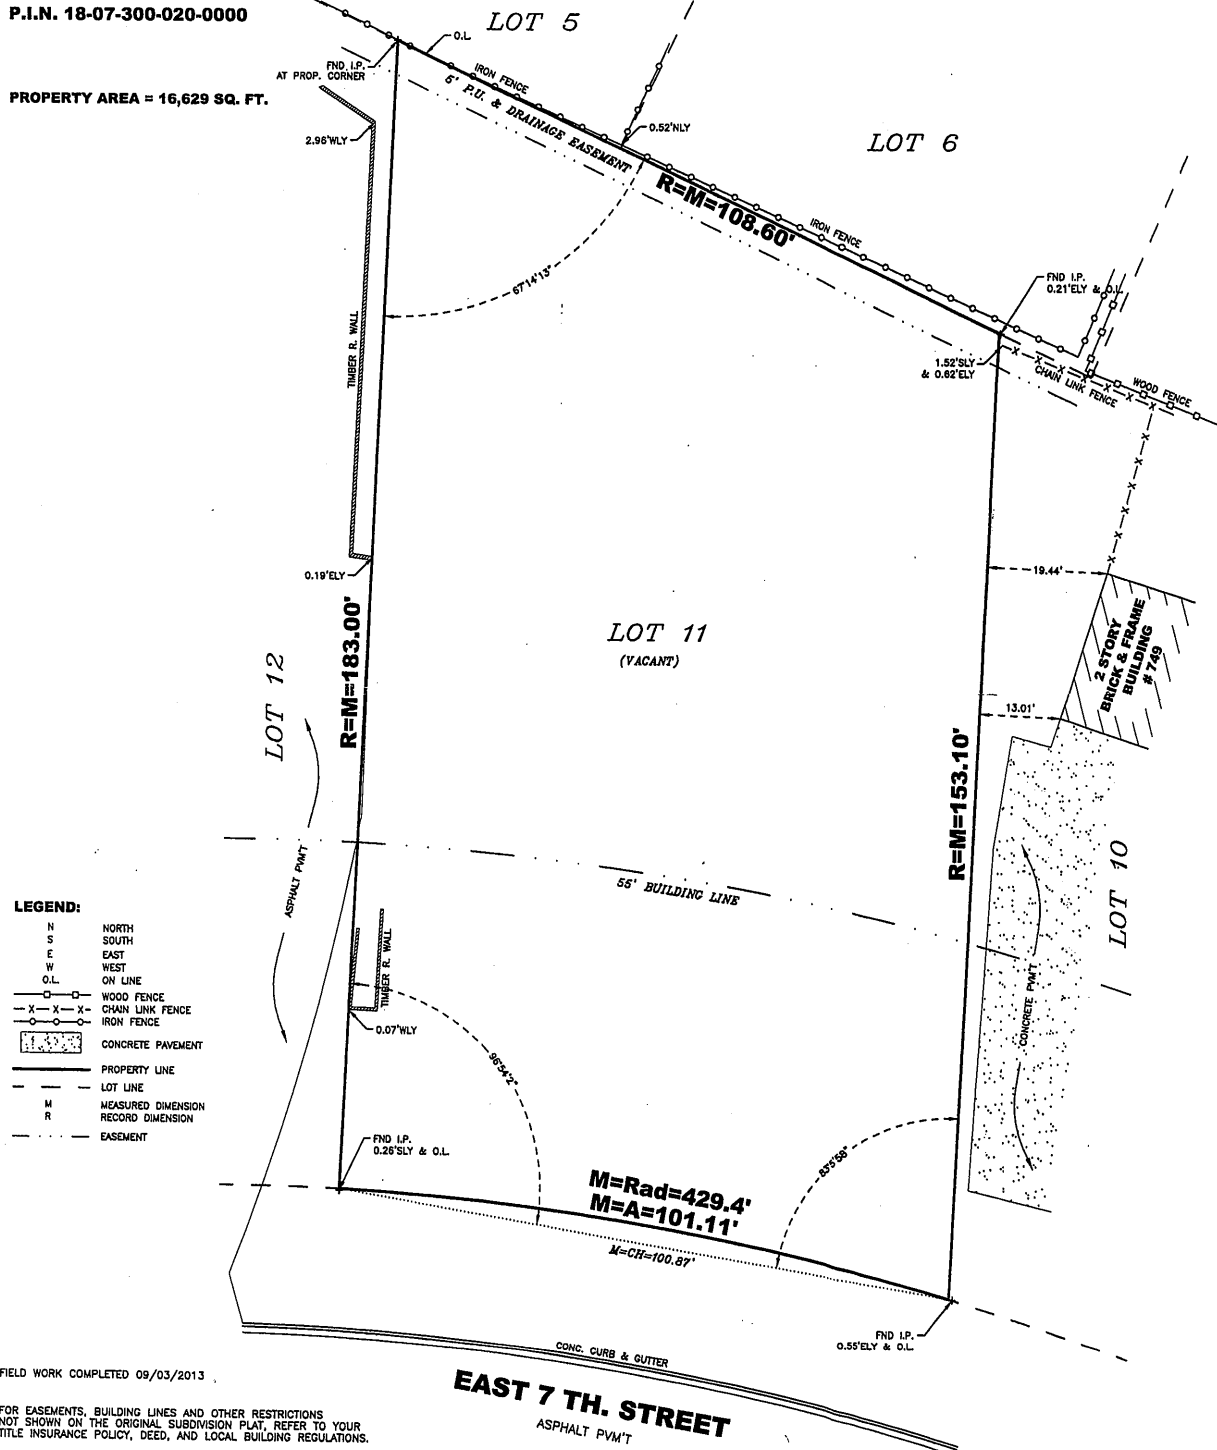 P.I.N. 18-07-300-020-0000
PROPERTY AREA = 16,629 SQ. FT.
LOT 5
O.L.
FND. I.P.
AT PROP. CORNER
IRON FENCE
5' P.U. & DRAINAGE EASEMENT
2.96'WLY
0.52'NLY
LOT 6
R=M=108.60'
IRON FENCE
67°14'13"
FND I.P.
0.21'ELY & O.L.
1.52'SLY
& 0.62'ELY
CHAIN LINK FENCE
WOOD FENCE
TIMBER R. WALL
0.19'ELY
19.44'
R=M=183.00'
LOT 11
(VACANT)
2 STORY
BRICK & FRAME
BUILDING
# 749
LOT 12
13.01'
R=M=153.10'
ASPHALT PVM'T
55' BUILDING LINE
LOT 10
CONCRETE PVM'T
TIMBER R. WALL
0.07'WLY
96°54'2"
83°5'58"
LEGEND:
N NORTH
S SOUTH
E EAST
W WEST
O.L. ON LINE
WOOD FENCE
CHAIN LINK FENCE
IRON FENCE
CONCRETE PAVEMENT
PROPERTY LINE
LOT LINE
M MEASURED DIMENSION
R RECORD DIMENSION
EASEMENT
FND I.P.
0.26'SLY & O.L.
M=Rad=429.4'
M=A=101.11'
M=CH=100.87'
FND I.P.
0.55'ELY & O.L.
CONC. CURB & GUTTER
EAST 7 TH. STREET
ASPHALT PVM'T
FIELD WORK COMPLETED 09/03/2013
FOR EASEMENTS, BUILDING LINES AND OTHER RESTRICTIONS
NOT SHOWN ON THE ORIGINAL SUBDIVISION PLAT, REFER TO YOUR
TITLE INSURANCE POLICY, DEED, AND LOCAL BUILDING REGULATIONS.